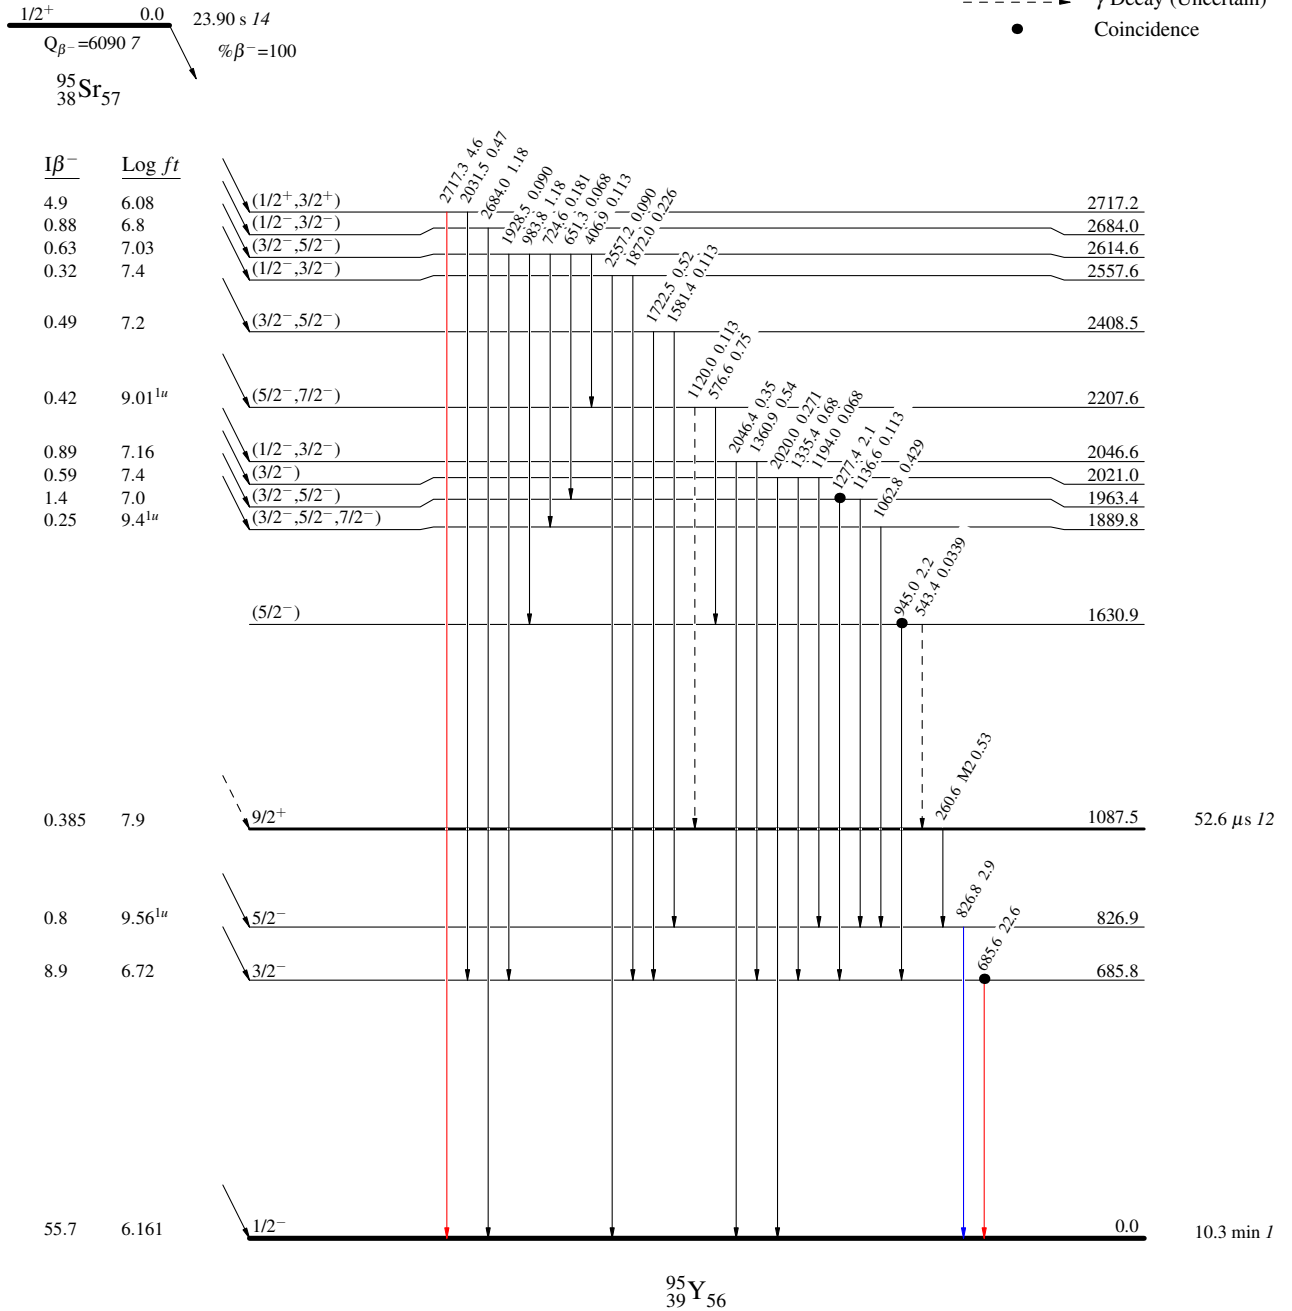 γ Decay (Uncertain)
Coincidence
1/2⁺ 0.0 23.90 s 14
Qβ⁻=6090 7 %β⁻=100
⁹⁵₃₈Sr₅₇
Iβ⁻ Log ft
2717.3 4.6
2031.5 0.47
2684.0 1.18
1928.5 0.090
983.8 1.18
724.6 0.181
651.3 0.068
406.9 0.113
2557.2 0.090
1872.0 0.226
4.9 6.08 (1/2⁺,3/2⁺) 2717.2
0.88 6.8 (1/2⁻,3/2⁻) 2684.0
0.63 7.03 (3/2⁻,5/2⁻) 2614.6
0.32 7.4 (1/2⁻,3/2⁻) 2557.6
1722.5 0.52
1581.4 0.113
0.49 7.2 (3/2⁻,5/2⁻) 2408.5
1120.0 0.113
576.6 0.75
0.42 9.01¹ᵘ (5/2⁻,7/2⁻) 2207.6
2046.4 0.35
1360.9 0.54
2020.0 0.271
1335.4 0.68
1194.0 0.068
1277.4 2.1
1136.6 0.113
1062.8 0.429
0.89 7.16 (1/2⁻,3/2⁻) 2046.6
0.59 7.4 (3/2⁻) 2021.0
1.4 7.0 (3/2⁻,5/2⁻) 1963.4
0.25 9.4¹ᵘ (3/2⁻,5/2⁻,7/2⁻) 1889.8
945.0 2.2
543.4 0.0339
(5/2⁻) 1630.9
260.6 M2 0.53
0.385 7.9 9/2⁺ 1087.5 52.6 μs 12
826.8 2.9
0.8 9.56¹ᵘ 5/2⁻ 826.9
685.6 22.6
8.9 6.72 3/2⁻ 685.8
55.7 6.161 1/2⁻ 0.0 10.3 min 1
⁹⁵₃₉Y₅₆